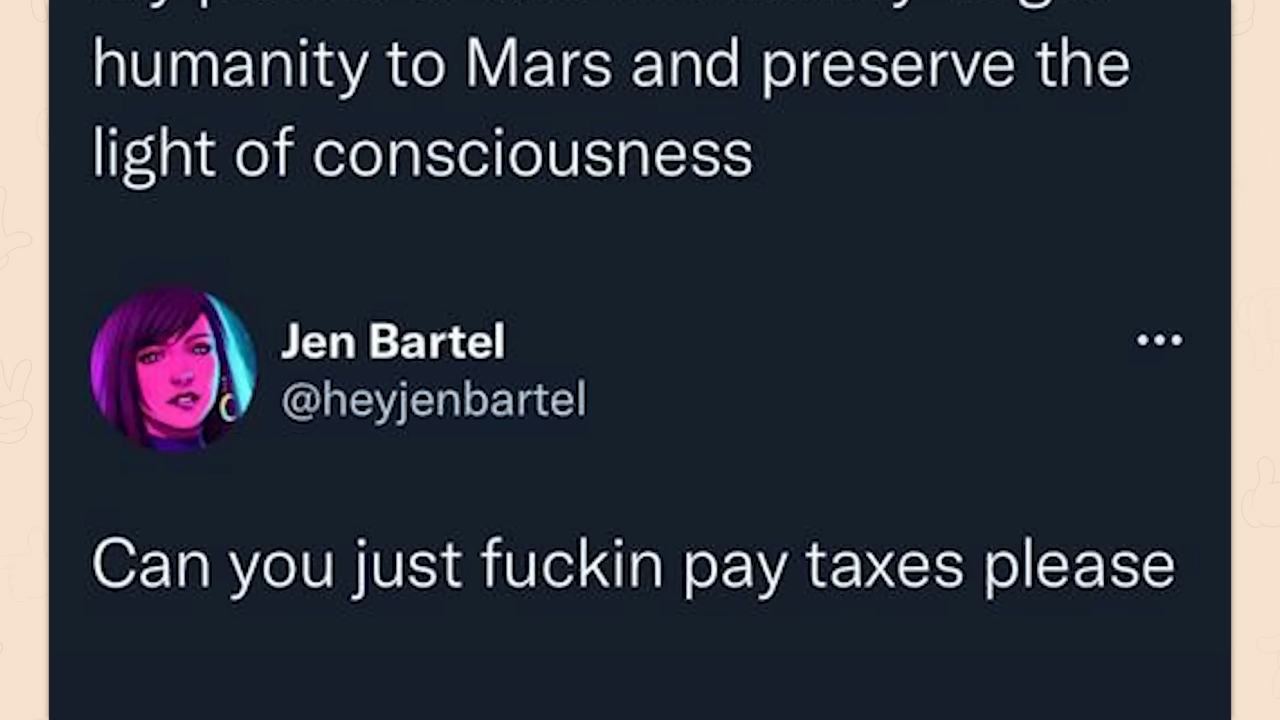 humanity to Mars and preserve the
light of consciousness
Jen Bartel
@heyjenbartel
Can you just fuckin pay taxes please